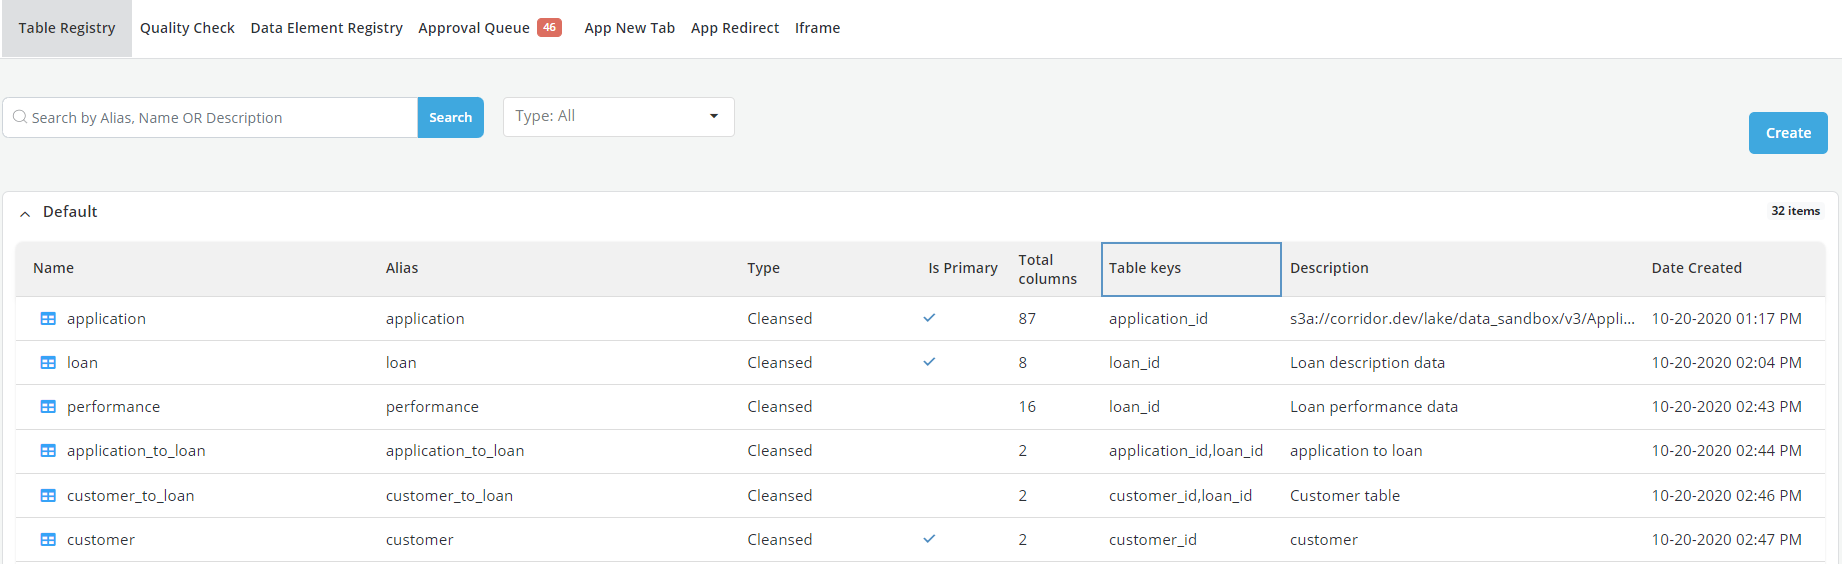 Table Registry Quality Check Data Element Registry Approval Queue 46 App New Tab App Redirect Iframe
Search by Alias, Name OR Description Search Type: All
Create
Default 32 items
Name Alias Type Is Primary Total columns Table keys Description Date Created
application application Cleansed 87 application_id s3a://corridor.dev/lake/data_sandbox/v3/Appli... 10-20-2020 01:17 PM
loan loan Cleansed 8 loan_id Loan description data 10-20-2020 02:04 PM
performance performance Cleansed 16 loan_id Loan performance data 10-20-2020 02:43 PM
application_to_loan application_to_loan Cleansed 2 application_id,loan_id application to loan 10-20-2020 02:44 PM
customer_to_loan customer_to_loan Cleansed 2 customer_id,loan_id Customer table 10-20-2020 02:46 PM
customer customer Cleansed 2 customer_id customer 10-20-2020 02:47 PM